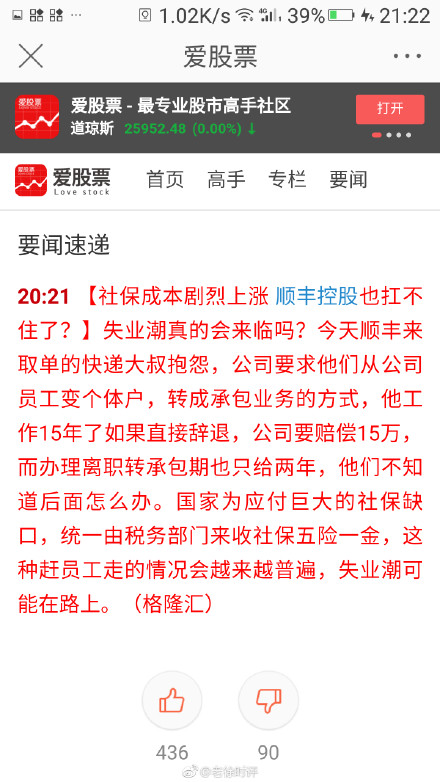 1.02K/s 4G 39% 21:22
爱股票
爱股票
爱股票 - 最专业股市高手社区
打开
道琼斯 25952.48 (0.00%) ↓
爱股票
爱股票
Love stock
首页 高手 专栏 要闻
要闻速递
20:21 【社保成本剧烈上涨 顺丰控股也扛不
住了？】失业潮真的会来临吗？今天顺丰来
取单的快递大叔抱怨，公司要求他们从公司
员工变个体户，转成承包业务的方式，他工
作15年了如果直接辞退，公司要赔偿15万，
而办理离职转承包期也只给两年，他们不知
道后面怎么办。国家为应付巨大的社保缺
口，统一由税务部门来收社保五险一金，这
种赶员工走的情况会越来越普遍，失业潮可
能在路上。（格隆汇）
436 90
@老徐时评